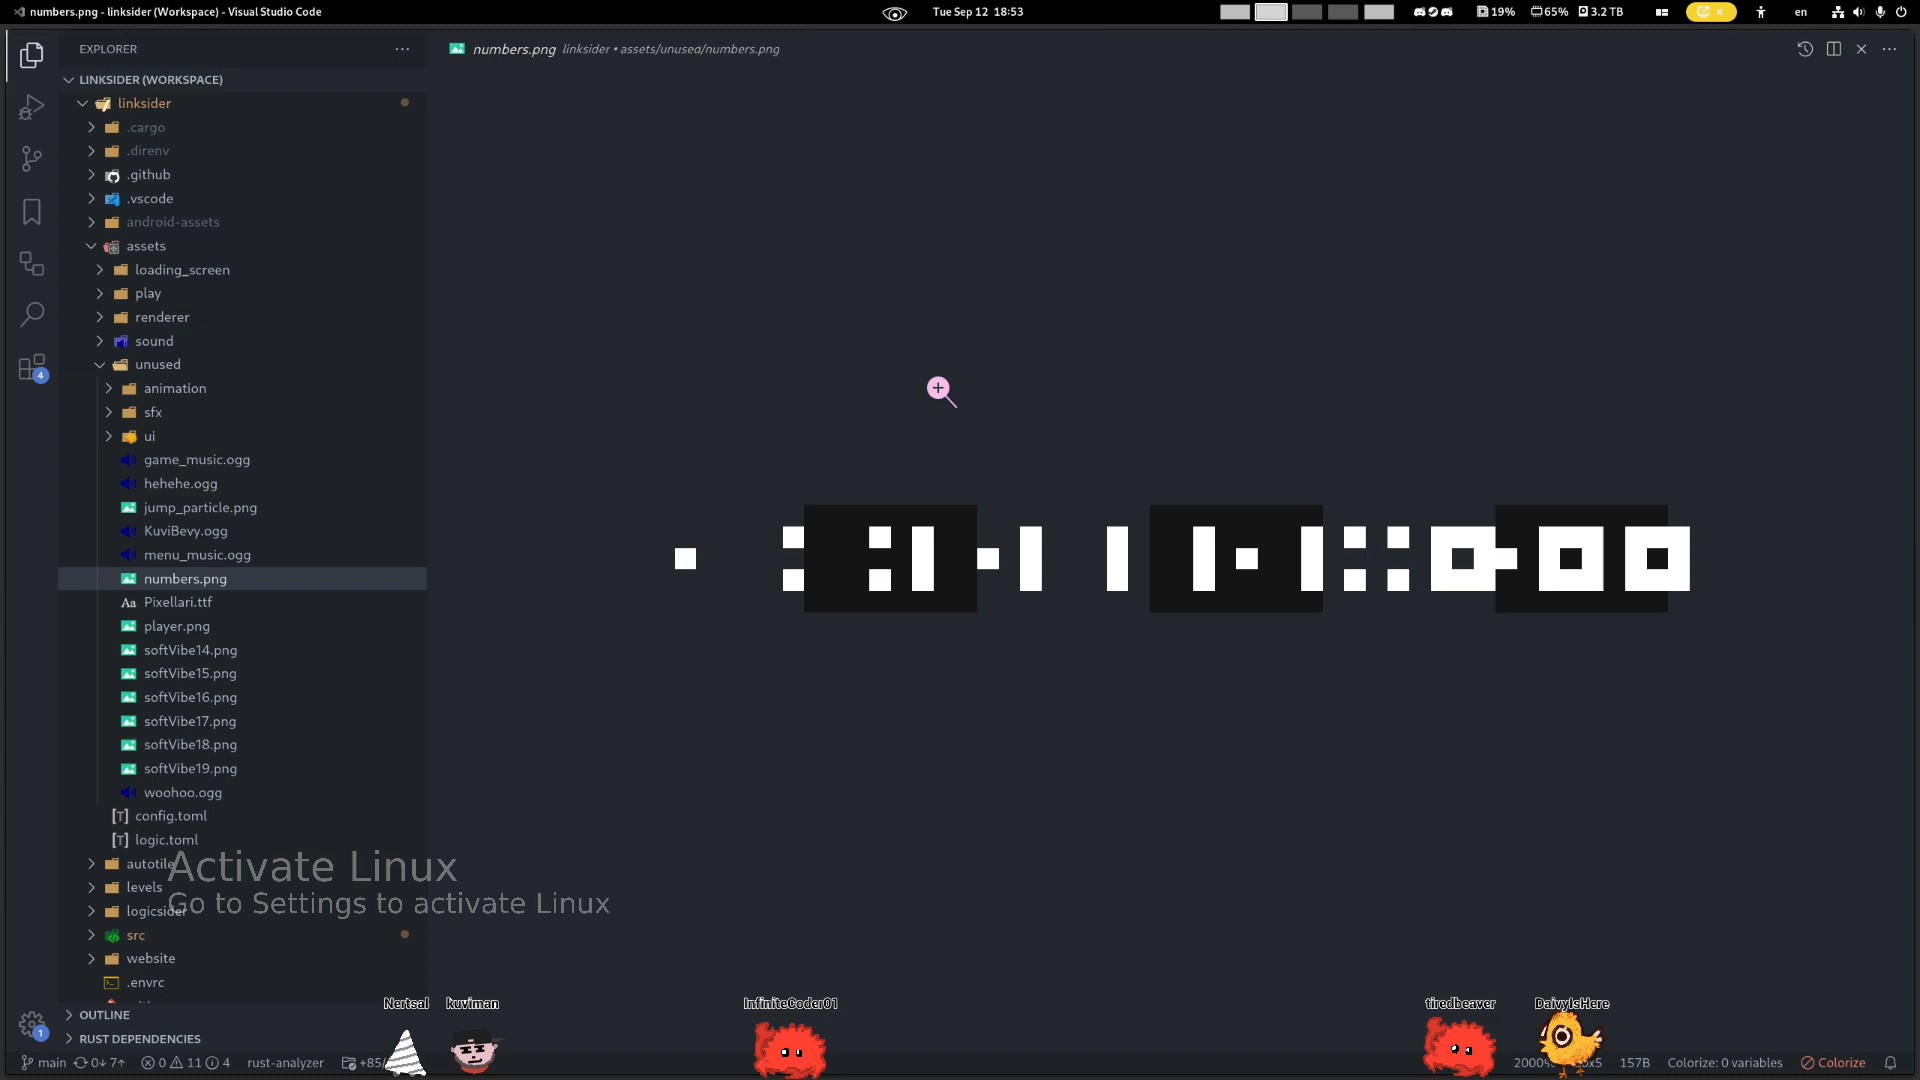 numbers.png - linksider (Workspace) - Visual Studio Code
Tue Sep 12 18:53
19%
65%
3.2 TB
en
EXPLORER
numbers.png linksider • assets/unused/numbers.png
LINKSIDER (WORKSPACE)
linksider
.cargo
.direnv
.github
.vscode
android-assets
assets
loading_screen
play
renderer
sound
unused
animation
sfx
ui
game_music.ogg
hehehe.ogg
jump_particle.png
KuviBevy.ogg
menu_music.ogg
numbers.png
Pixellari.ttf
player.png
softVibe14.png
softVibe15.png
softVibe16.png
softVibe17.png
softVibe18.png
softVibe19.png
woohoo.ogg
config.toml
logic.toml
autotile
Activate Linux
levels
Go to Settings to activate Linux
logicsider
src
website
.envrc
4
Nertsal
kuviman
InfiniteCoder01
tiredbeaver
DaivyIsHere
OUTLINE
1
RUST DEPENDENCIES
main 0↓ 7↑ 0 11 4 rust-analyzer +85/
157B Colorize: 0 variables Colorize